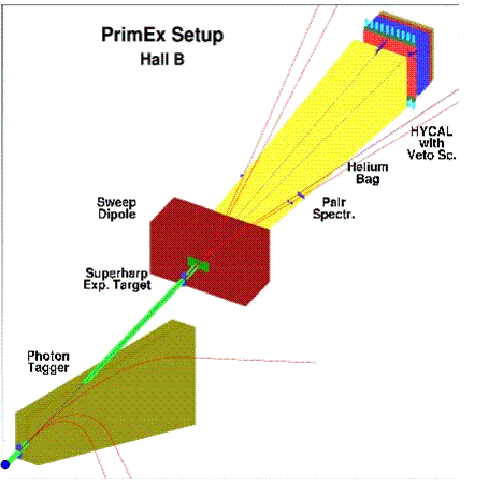 PrimEx Setup
Hall B
HYCAL
with
Veto Sc.
Helium
Bag
Pair
Spectr.
Sweep
Dipole
Superharp
Exp. Target
Photon
Tagger